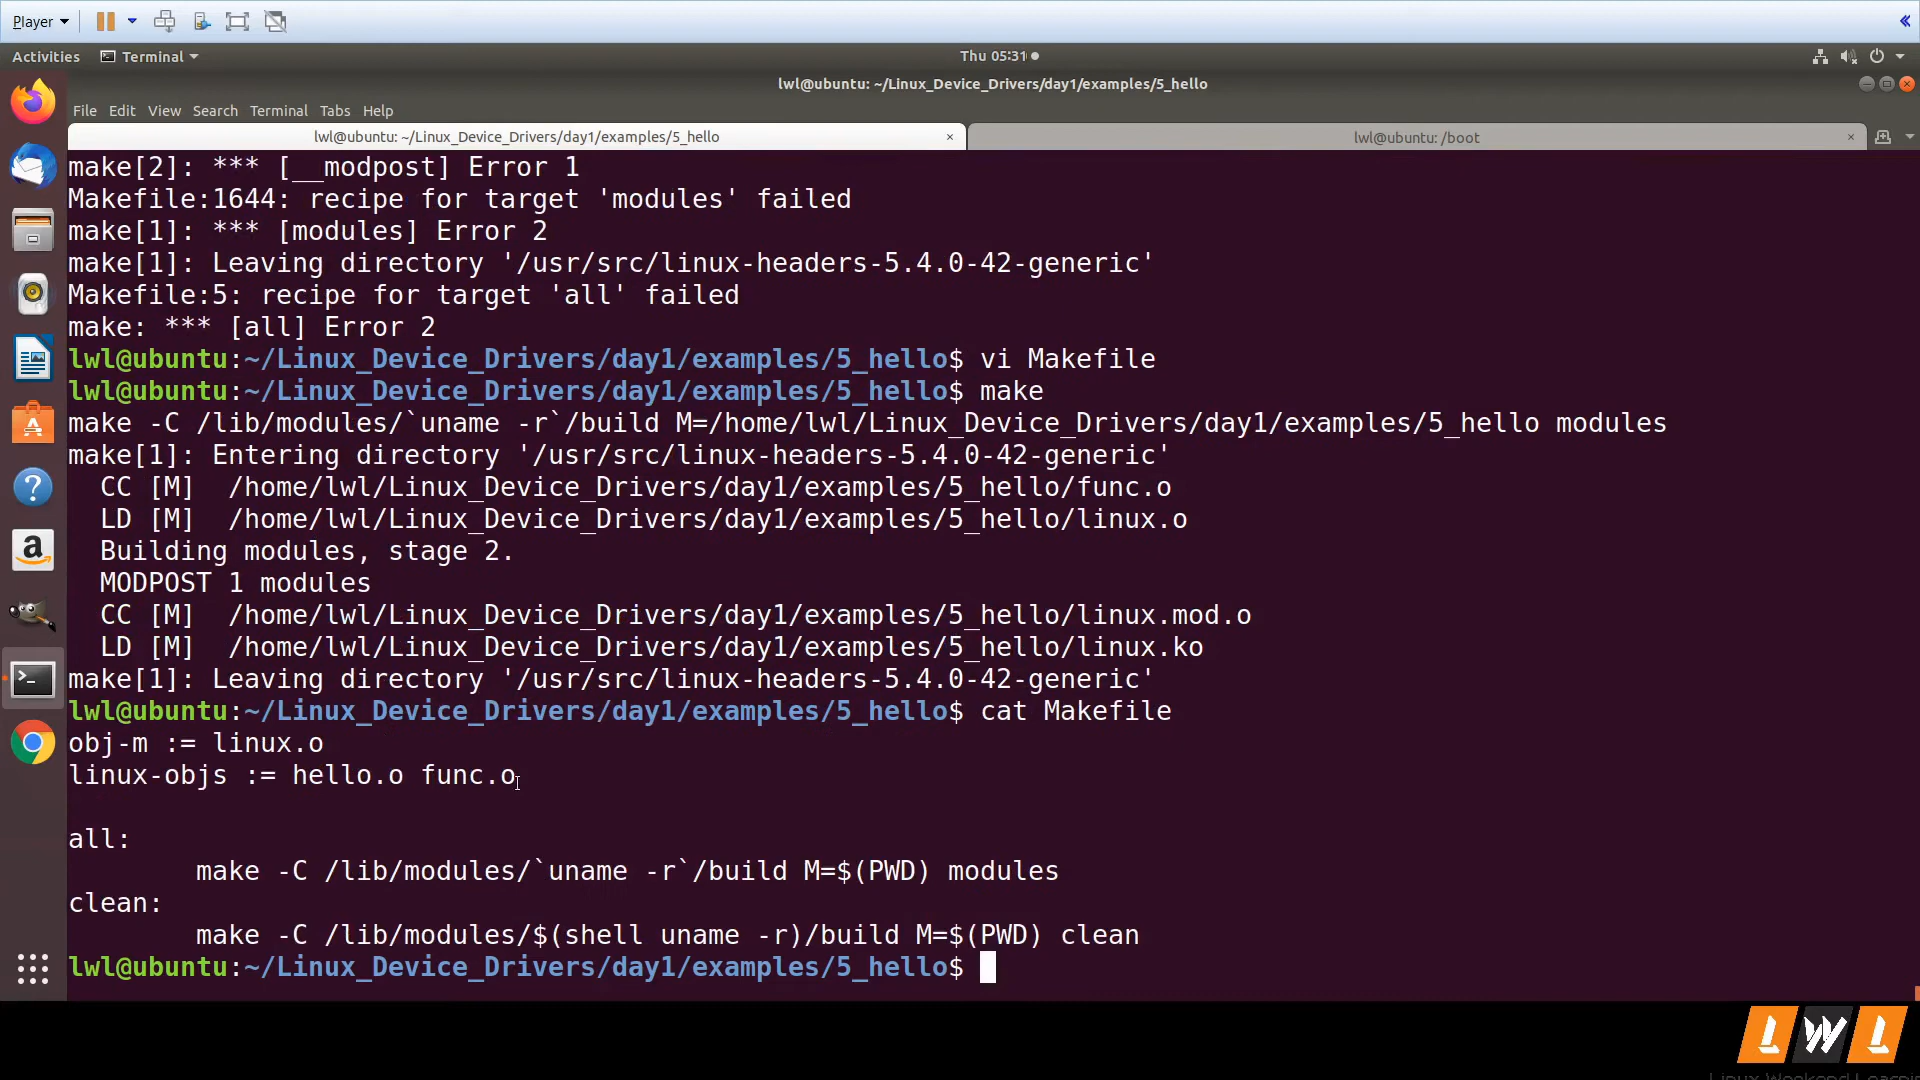 Player
Activities Terminal Thu 05:31
lwl@ubuntu: ~/Linux_Device_Drivers/day1/examples/5_hello
File Edit View Search Terminal Tabs Help
lwl@ubuntu: ~/Linux_Device_Drivers/day1/examples/5_hello × lwl@ubuntu: /boot ×
make[2]: *** [__modpost] Error 1
Makefile:1644: recipe for target 'modules' failed
make[1]: *** [modules] Error 2
make[1]: Leaving directory '/usr/src/linux-headers-5.4.0-42-generic'
Makefile:5: recipe for target 'all' failed
make: *** [all] Error 2
lwl@ubuntu:~/Linux_Device_Drivers/day1/examples/5_hello$ vi Makefile
lwl@ubuntu:~/Linux_Device_Drivers/day1/examples/5_hello$ make
make -C /lib/modules/`uname -r`/build M=/home/lwl/Linux_Device_Drivers/day1/examples/5_hello modules
make[1]: Entering directory '/usr/src/linux-headers-5.4.0-42-generic'
  CC [M]  /home/lwl/Linux_Device_Drivers/day1/examples/5_hello/func.o
  LD [M]  /home/lwl/Linux_Device_Drivers/day1/examples/5_hello/linux.o
  Building modules, stage 2.
  MODPOST 1 modules
  CC [M]  /home/lwl/Linux_Device_Drivers/day1/examples/5_hello/linux.mod.o
  LD [M]  /home/lwl/Linux_Device_Drivers/day1/examples/5_hello/linux.ko
make[1]: Leaving directory '/usr/src/linux-headers-5.4.0-42-generic'
lwl@ubuntu:~/Linux_Device_Drivers/day1/examples/5_hello$ cat Makefile
obj-m := linux.o
linux-objs := hello.o func.o
all:
        make -C /lib/modules/`uname -r`/build M=$(PWD) modules
clean:
        make -C /lib/modules/$(shell uname -r)/build M=$(PWD) clean
lwl@ubuntu:~/Linux_Device_Drivers/day1/examples/5_hello$
LWL